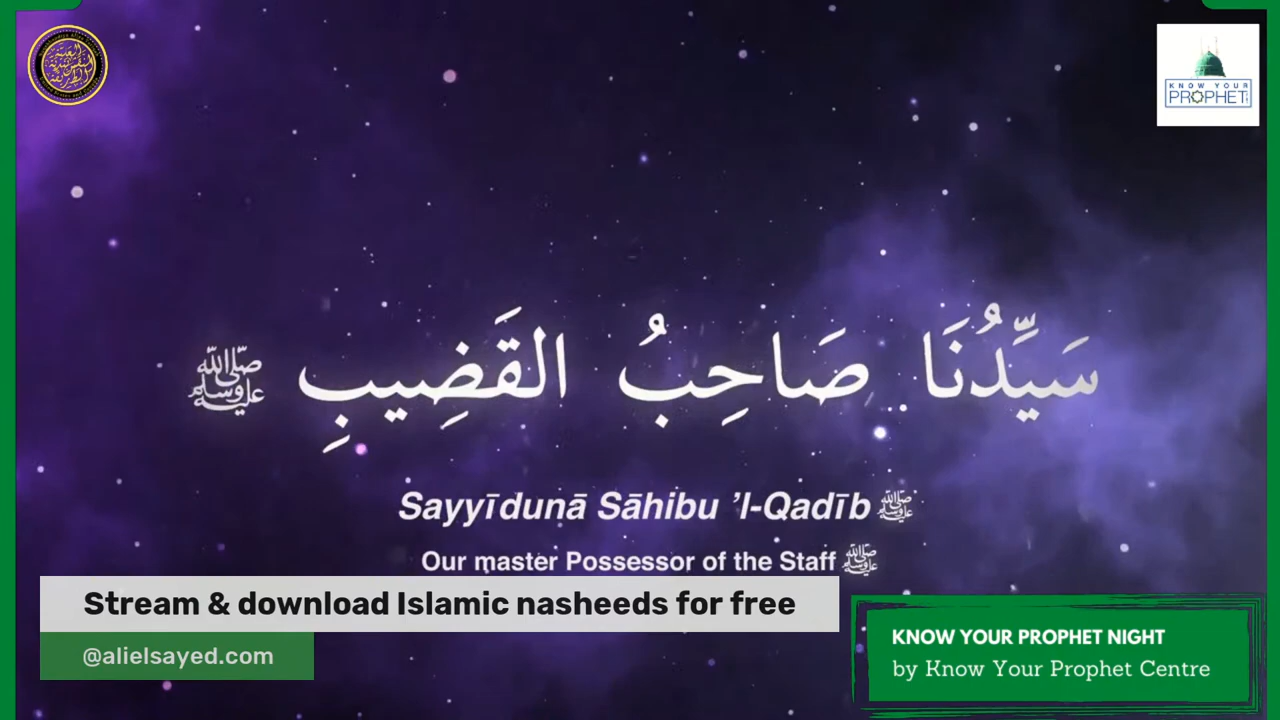 KNOW YOUR
PROPHET
سَيِّدُنَا صَاحِبُ القَضِيبِ ﷺ
Sayyīdunā Sāhibu ’l-Qadīb ﷺ
Our master Possessor of the Staff ﷺ
Stream & download Islamic nasheeds for free
@alielsayed.com
KNOW YOUR PROPHET NIGHT
by Know Your Prophet Centre